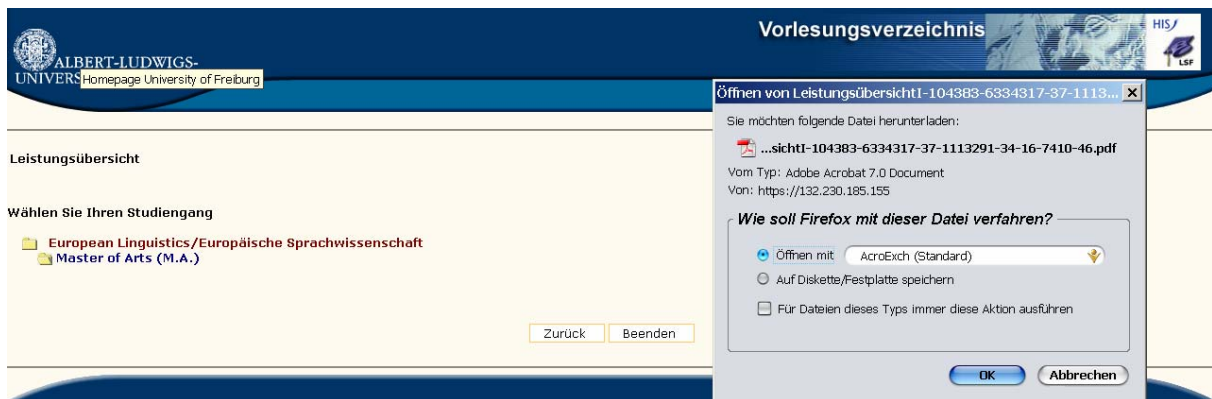 Vorlesungsverzeichnis
HIS/
LSF
ALBERT-LUDWIGS-
UNIVERS
Homepage University of Freiburg
Leistungsübersicht
Wählen Sie Ihren Studiengang
European Linguistics/Europäische Sprachwissenschaft
Master of Arts (M.A.)
Zurück Beenden
Öffnen von LeistungsübersichtI-104383-6334317-37-1113...
Sie möchten folgende Datei herunterladen:
...sichtI-104383-6334317-37-1113291-34-16-7410-46.pdf
Vom Typ: Adobe Acrobat 7.0 Document
Von: https://132.230.185.155
Wie soll Firefox mit dieser Datei verfahren?
Öffnen mit AcroExch (Standard)
Auf Diskette/Festplatte speichern
Für Dateien dieses Typs immer diese Aktion ausführen
OK Abbrechen